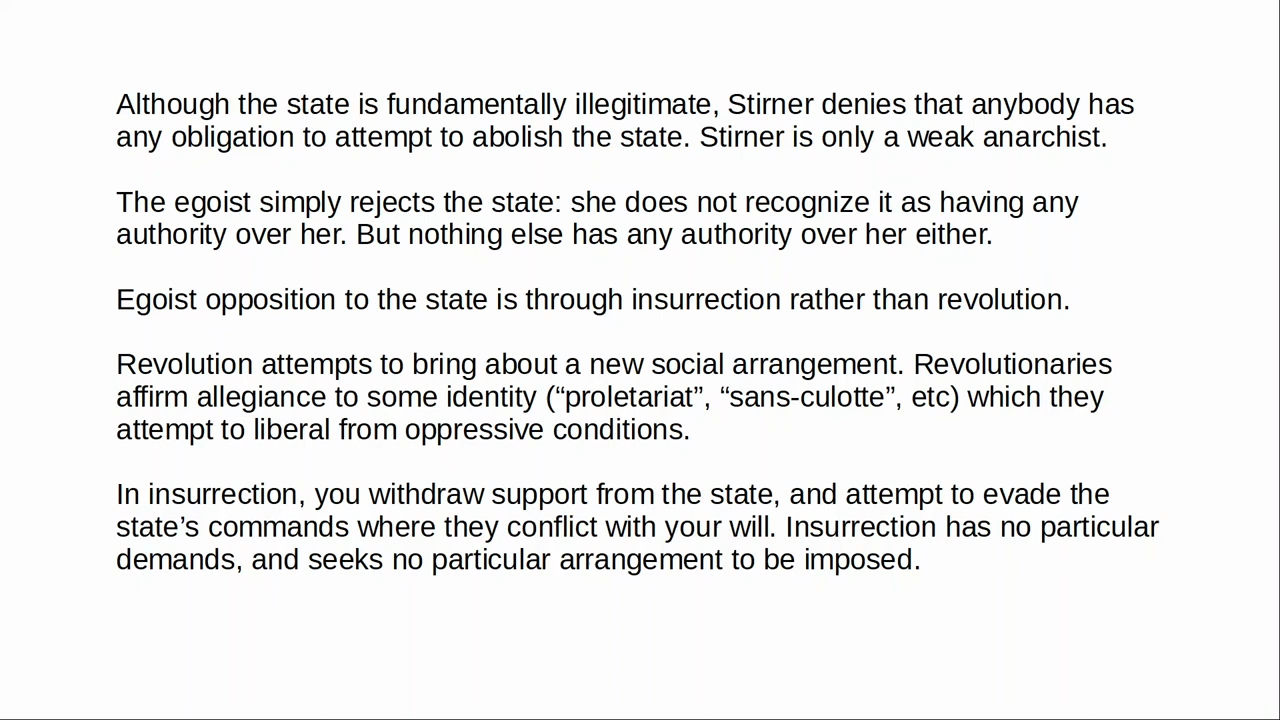 Although the state is fundamentally illegitimate, Stirner denies that anybody has
any obligation to attempt to abolish the state. Stirner is only a weak anarchist.
The egoist simply rejects the state: she does not recognize it as having any
authority over her. But nothing else has any authority over her either.
Egoist opposition to the state is through insurrection rather than revolution.
Revolution attempts to bring about a new social arrangement. Revolutionaries
affirm allegiance to some identity (“proletariat”, “sans-culotte”, etc) which they
attempt to liberal from oppressive conditions.
In insurrection, you withdraw support from the state, and attempt to evade the
state’s commands where they conflict with your will. Insurrection has no particular
demands, and seeks no particular arrangement to be imposed.